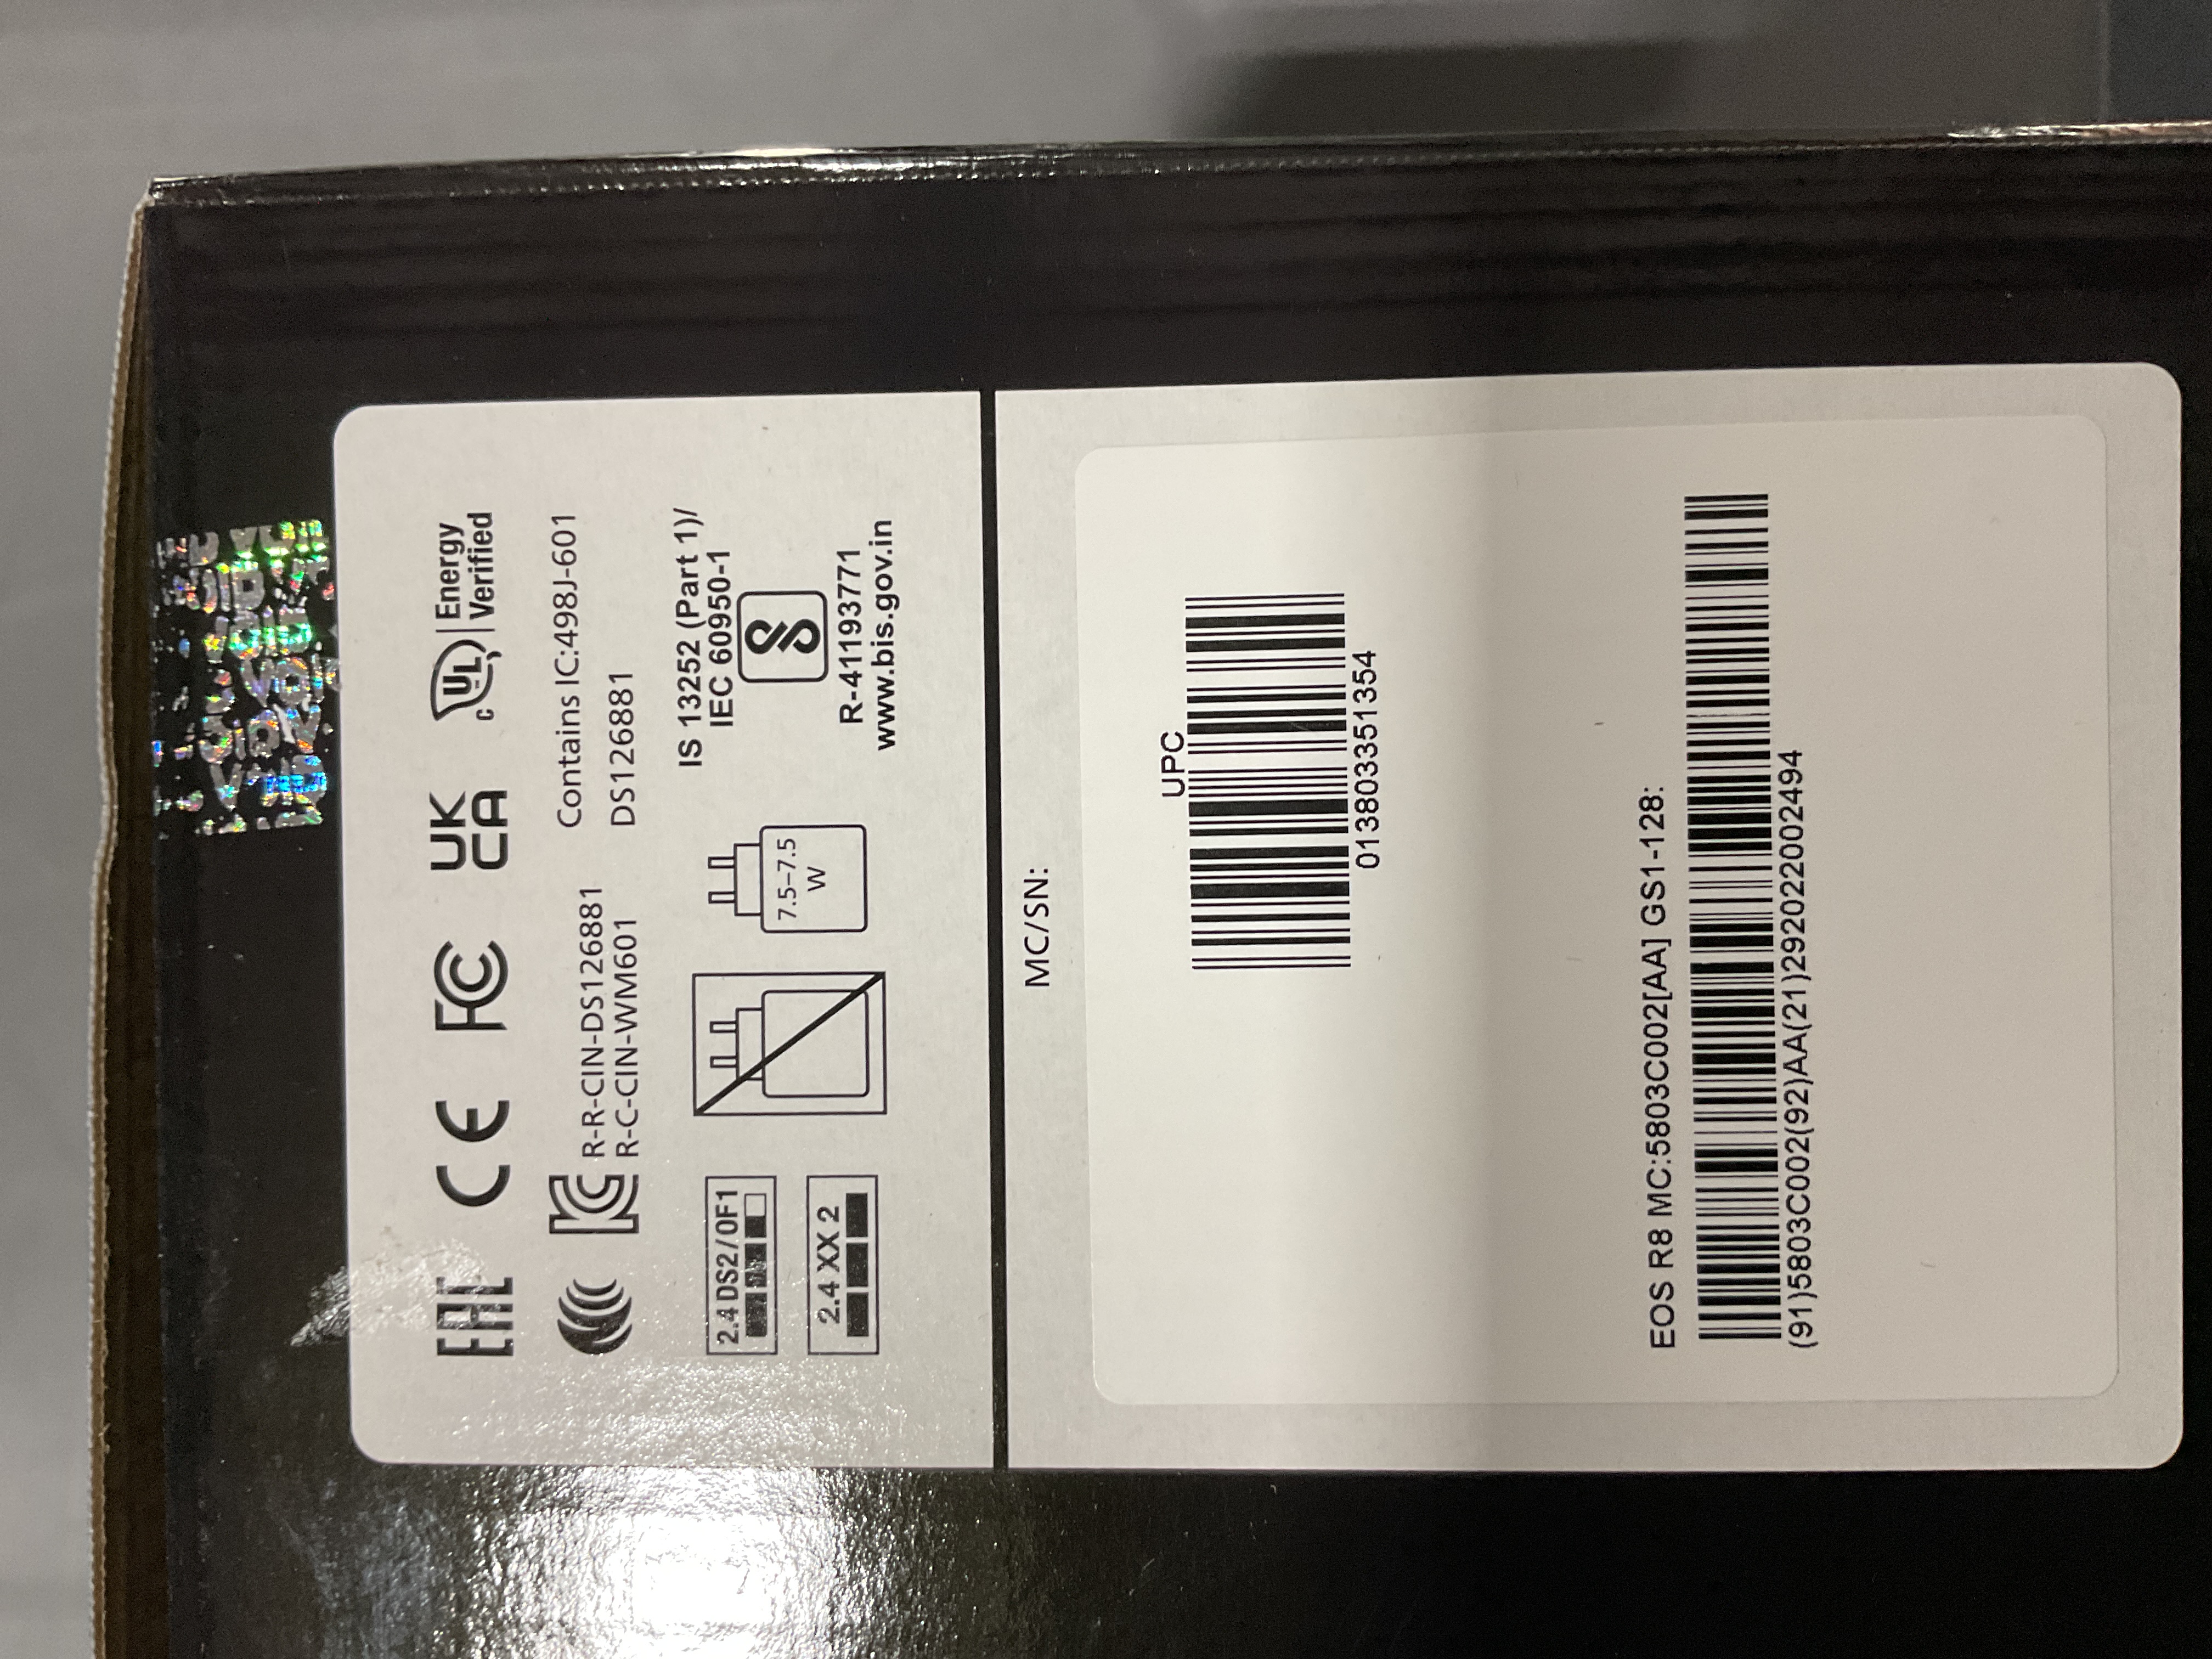 EAC CE FC UK CA c UL Energy Verified
R-R-CIN-DS126881
R-C-CIN-WM601
Contains IC:498J-601
DS126881
2.4 DS2/0F1
2.4 XX 2
7.5–7.5
W
IS 13252 (Part 1)/
IEC 60950-1
R-41193771
www.bis.gov.in
MC/SN:
UPC
013803351354
EOS R8 MC:5803C002[AA] GS1-128:
(91)5803C002(92)AA(21)292022002494